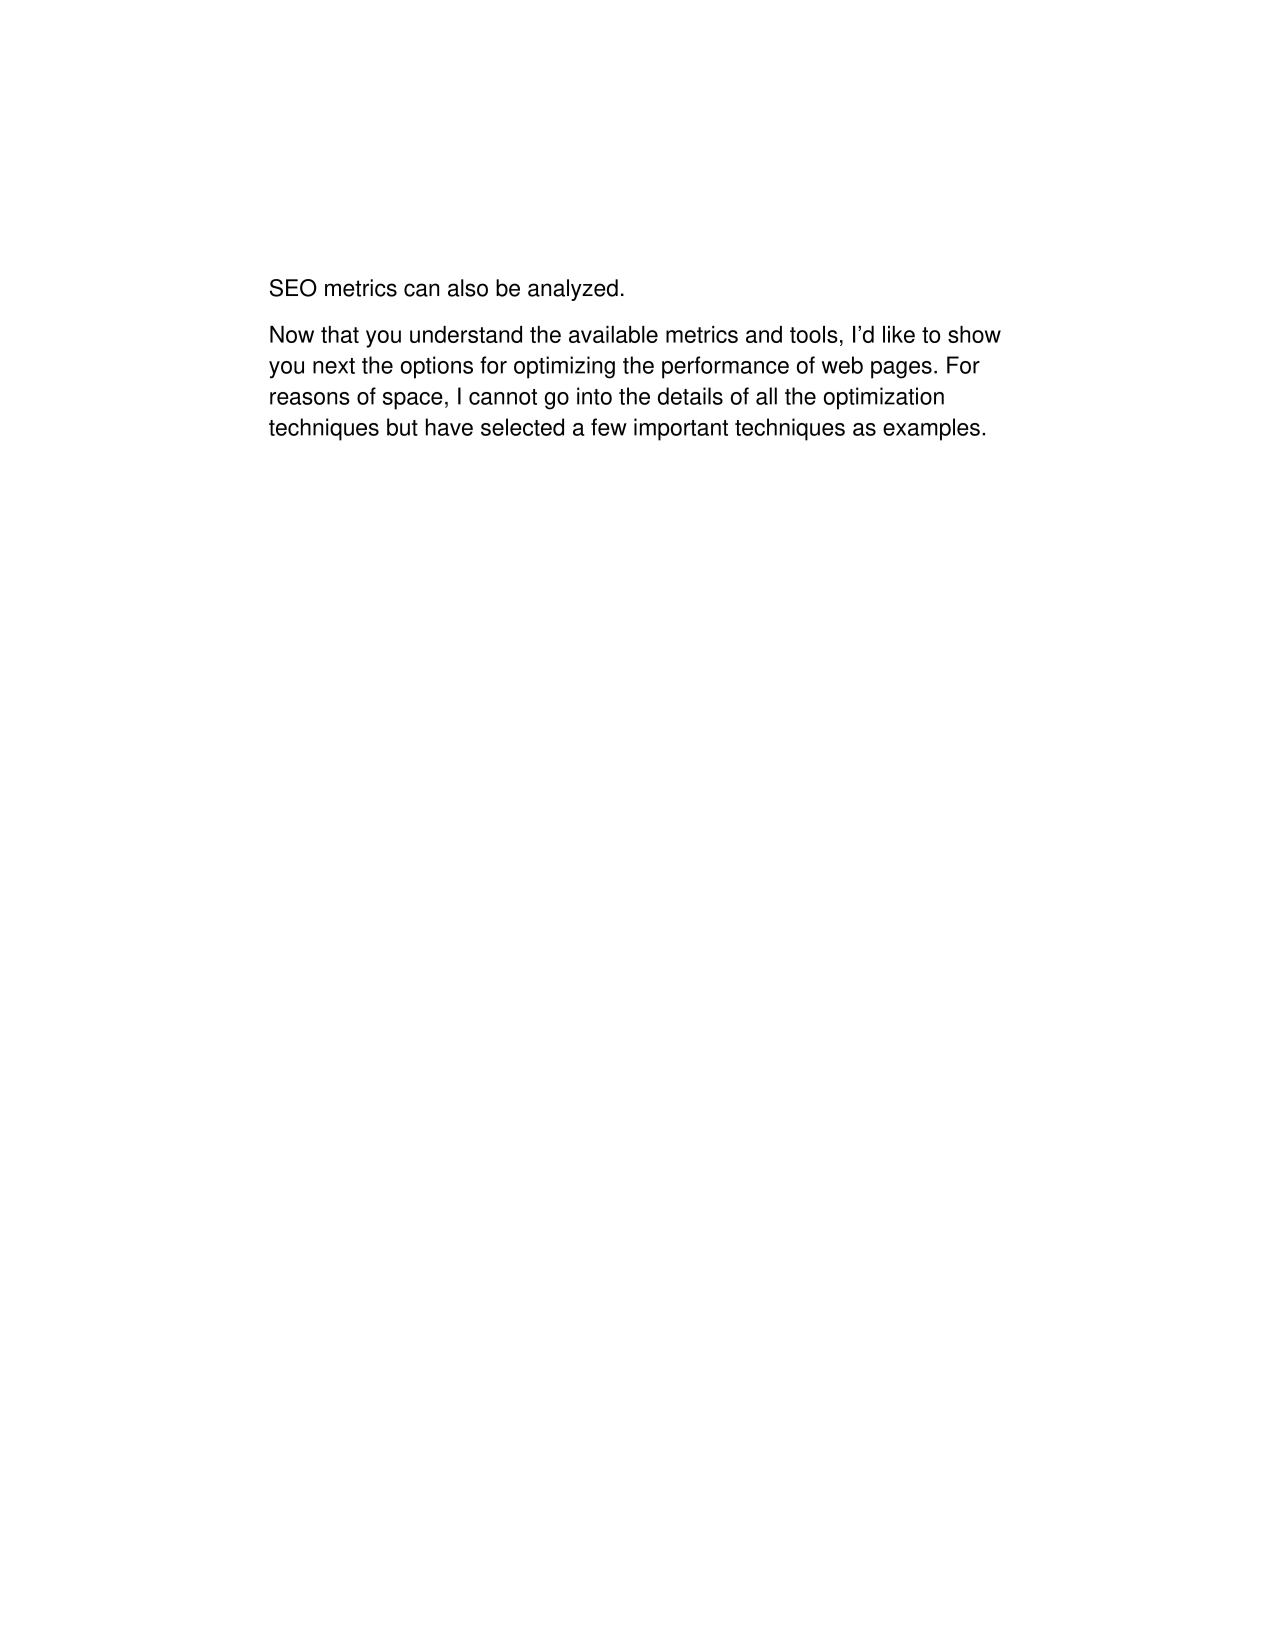 SEO metrics can also be analyzed.
Now that you understand the available metrics and tools, I’d like to show
you next the options for optimizing the performance of web pages. For
reasons of space, I cannot go into the details of all the optimization
techniques but have selected a few important techniques as examples.